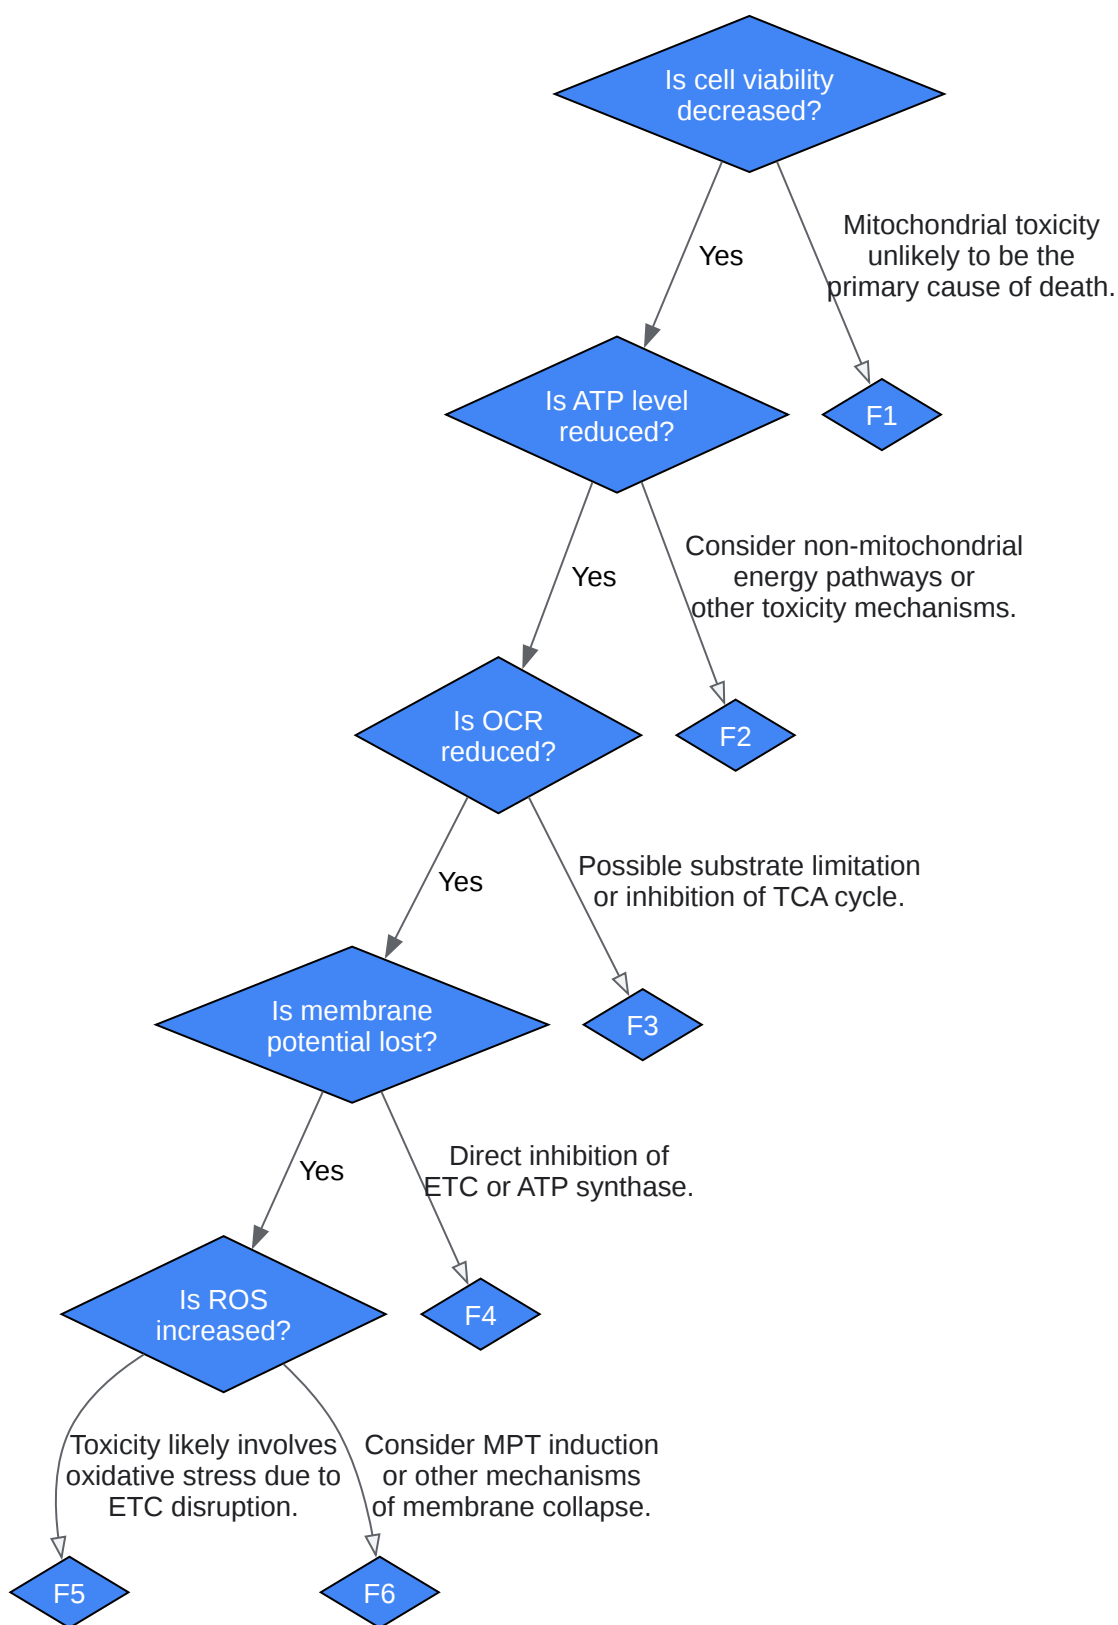 Is cell viability
decreased?
Yes
Mitochondrial toxicity
unlikely to be the
primary cause of death.
Is ATP level
reduced?
F1
Yes
Consider non-mitochondrial
energy pathways or
other toxicity mechanisms.
Is OCR
reduced?
F2
Yes
Possible substrate limitation
or inhibition of TCA cycle.
Is membrane
potential lost?
F3
Yes
Direct inhibition of
ETC or ATP synthase.
Is ROS
increased?
F4
Toxicity likely involves
oxidative stress due to
ETC disruption.
Consider MPT induction
or other mechanisms
of membrane collapse.
F5
F6